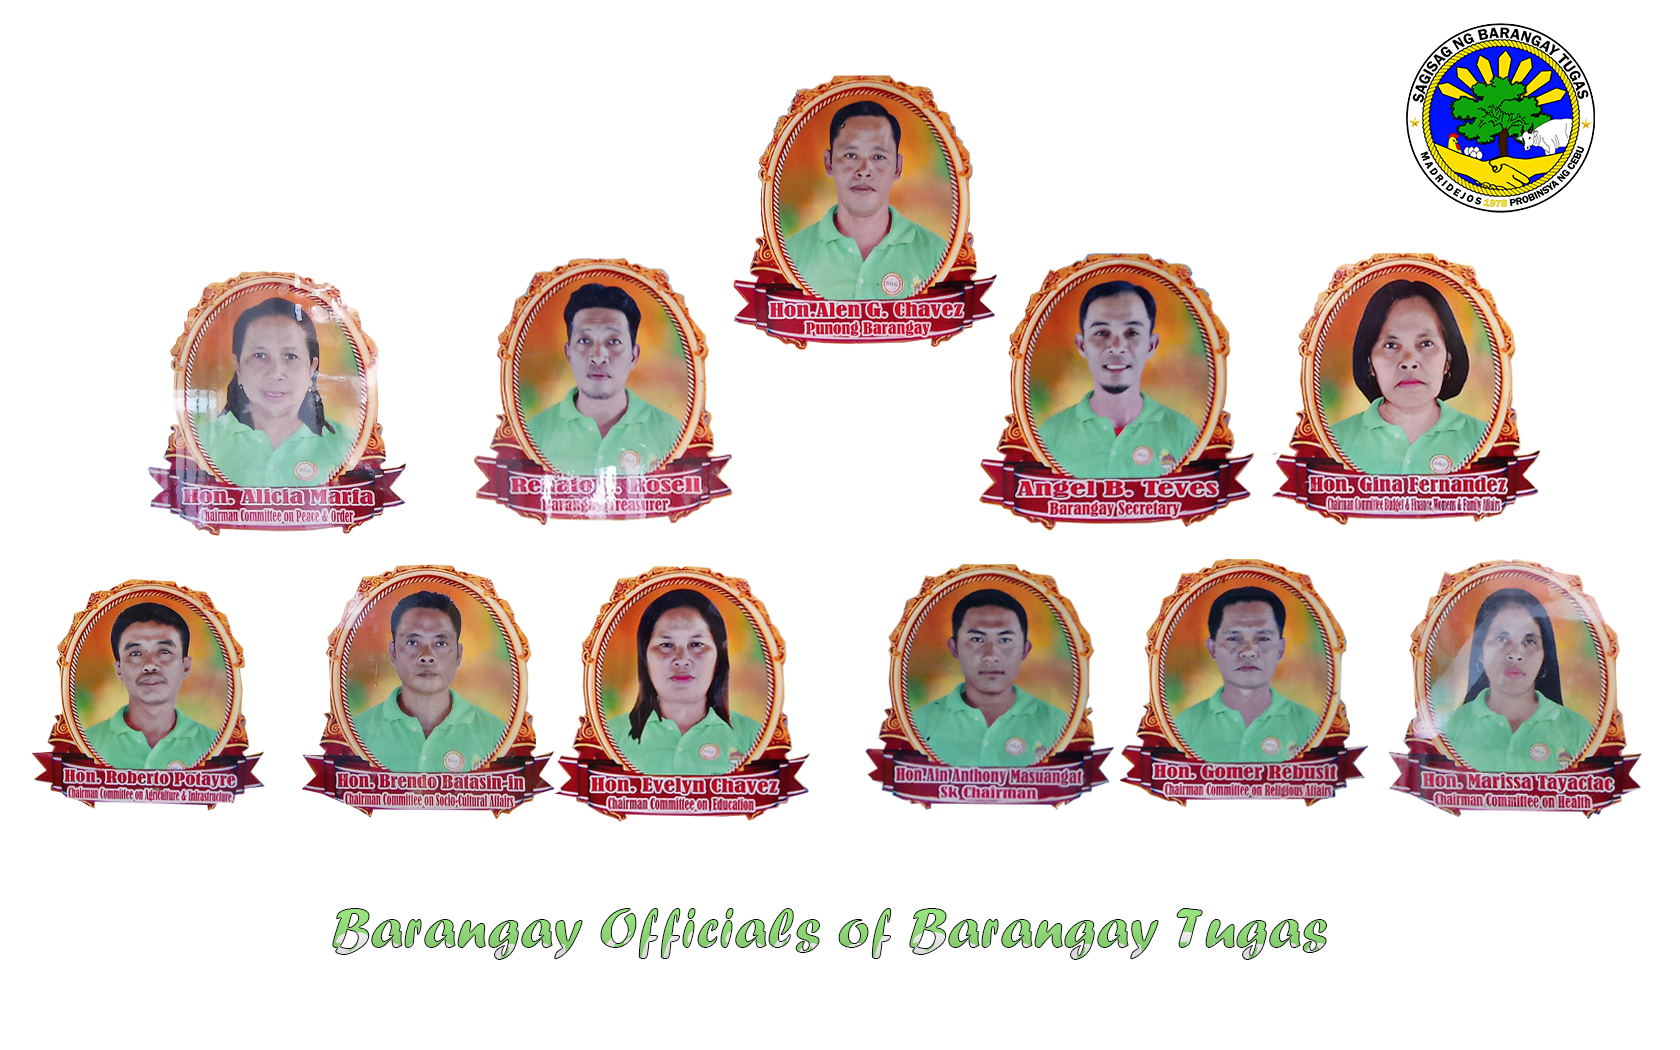 SAGISAG NG BARANGAY TUGAS
MADRIDEJOS 1978 PROBINSYA NG CEBU
Hon.Alen G. Chavez
Punong Barangay
Hon. Alicia Maria
Chairman Committee on Peace & Order
Renato Rosell
Barangay Treasurer
Angel B. Teves
Barangay Secretary
Hon. Gina Fernandez
Chairman Committee Budget & Finance, Womens & Family Affairs
Hon. Roberto Potayre
Chairman Committee on Agriculture & Infrastructure
Hon. Brendo Batasin-in
Chairman Committee on Socio-Cultural Affairs
Hon. Evelyn Chavez
Chairman Committee on Education
Hon.Ain Anthony Masuangat
SK Chairman
Hon. Gomer Rebusit
Chairman Committee on Religious Affairs
Hon. Marissa Tayactac
Chairman Committee on Health
Barangay Officials of Barangay Tugas